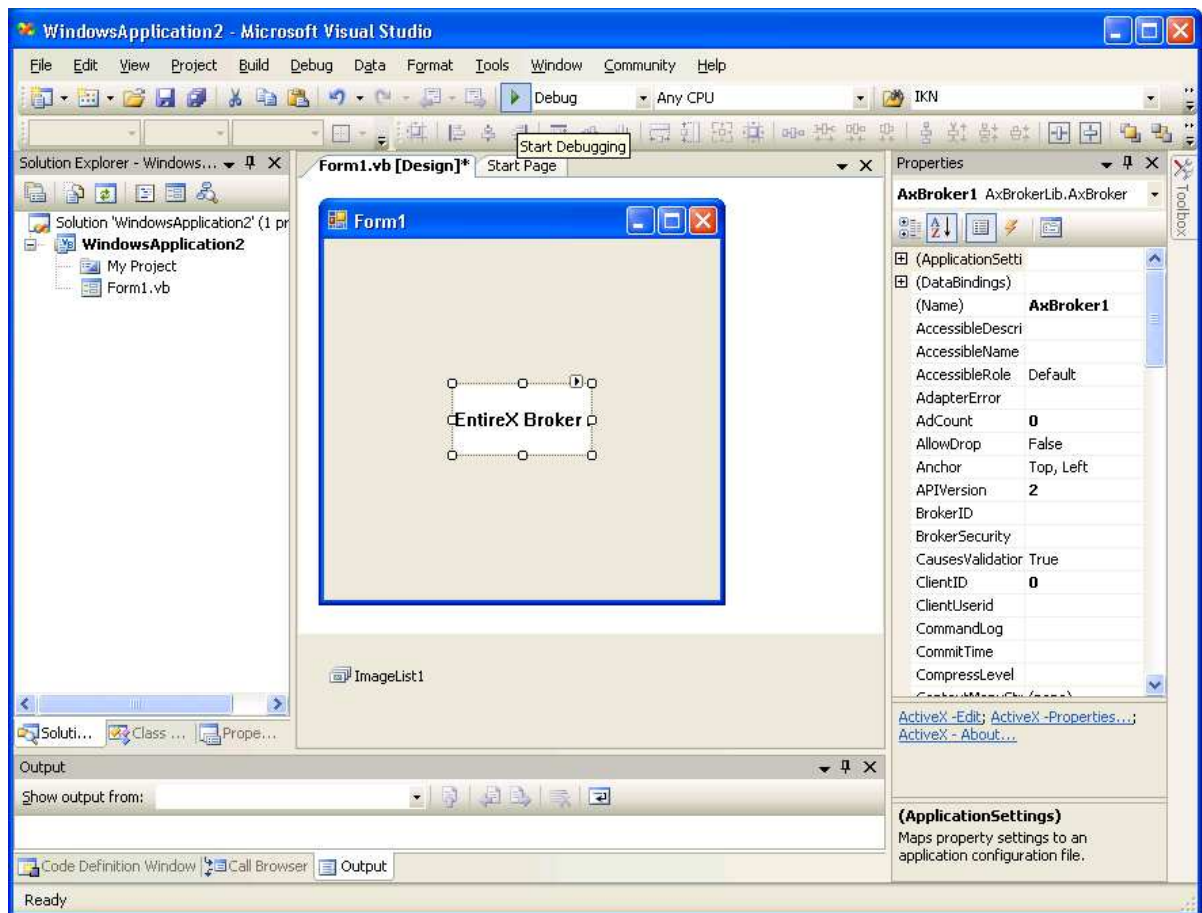 WindowsApplication2 - Microsoft Visual Studio
File Edit View Project Build Debug Data Format Tools Window Community Help
Debug Any CPU IKN
Start Debugging
Solution Explorer - Windows...
Solution 'WindowsApplication2' (1 pr
WindowsApplication2
My Project
Form1.vb
Form1.vb [Design]* Start Page
Form1
EntireX Broker
ImageList1
Properties
AxBroker1 AxBrokerLib.AxBroker
(ApplicationSetti
(DataBindings)
(Name) AxBroker1
AccessibleDescri
AccessibleName
AccessibleRole Default
AdapterError
AdCount 0
AllowDrop False
Anchor Top, Left
APIVersion 2
BrokerID
BrokerSecurity
CausesValidation True
ClientID 0
ClientUserid
CommandLog
CommitTime
CompressLevel
ContextMenuStr (none)
ActiveX -Edit; ActiveX -Properties...;
ActiveX - About...
(ApplicationSettings)
Maps property settings to an
application configuration file.
Toolbox
Soluti... Class ... Prope...
Output
Show output from:
Code Definition Window Call Browser Output
Ready